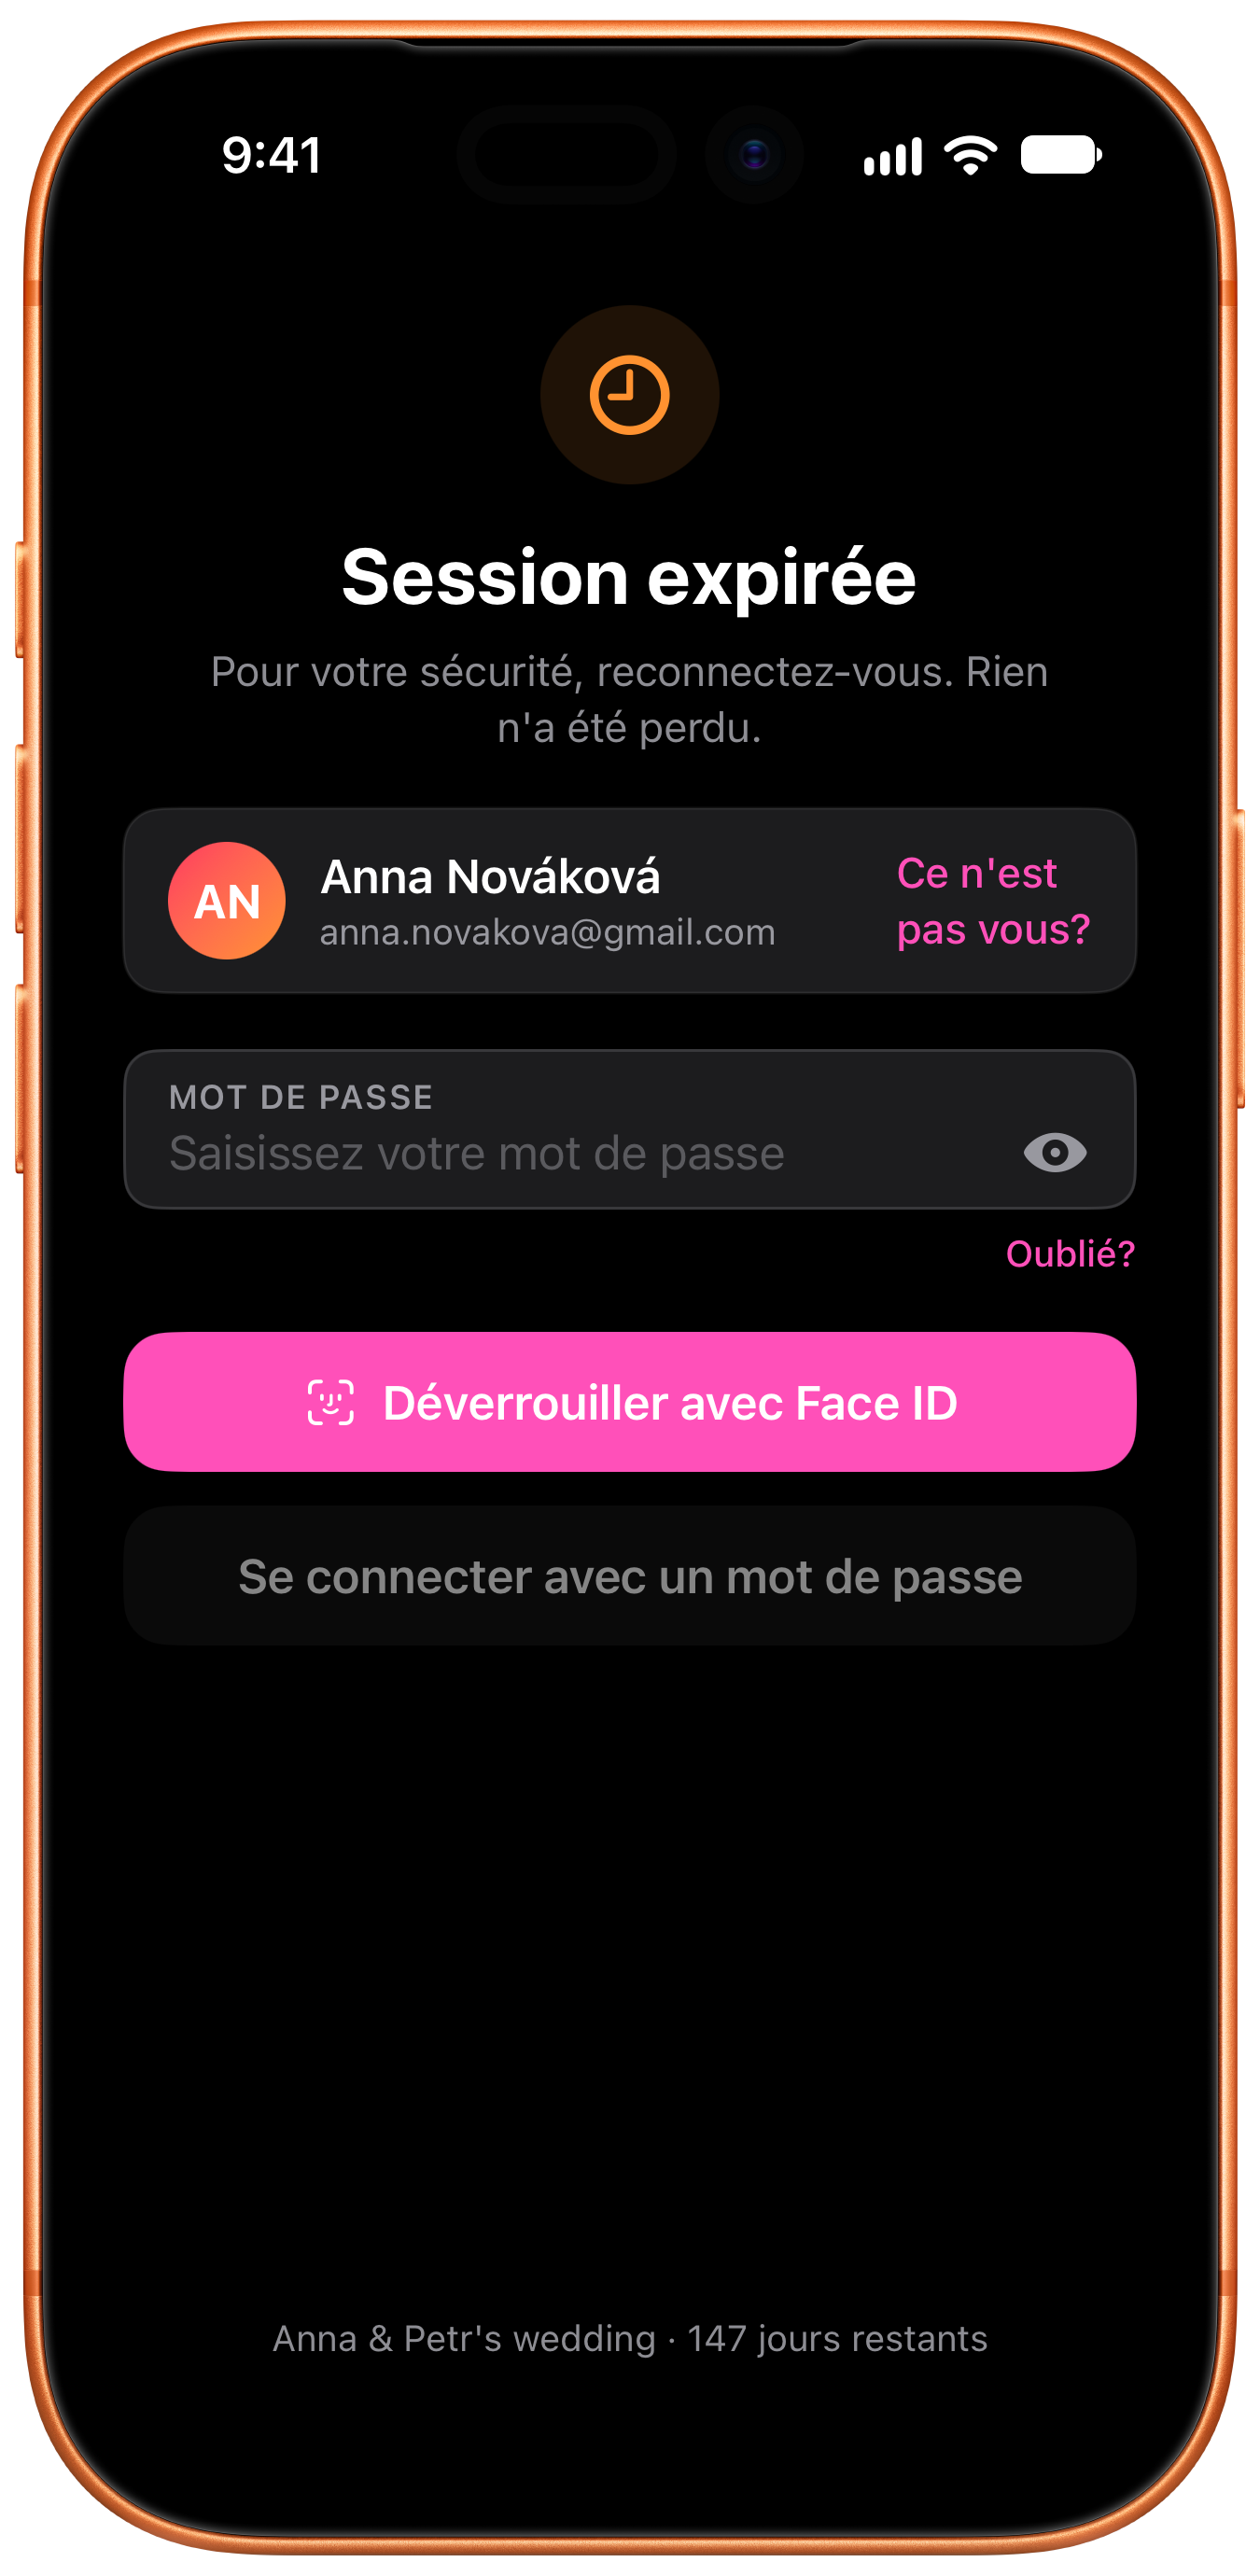 9:41
Session expirée
Pour votre sécurité, reconnectez-vous. Rien
n'a été perdu.
AN
Anna Nováková
anna.novakova@gmail.com
Ce n'est
pas vous?
MOT DE PASSE
Saisissez votre mot de passe
Oublié?
Déverrouiller avec Face ID
Se connecter avec un mot de passe
Anna & Petr's wedding · 147 jours restants